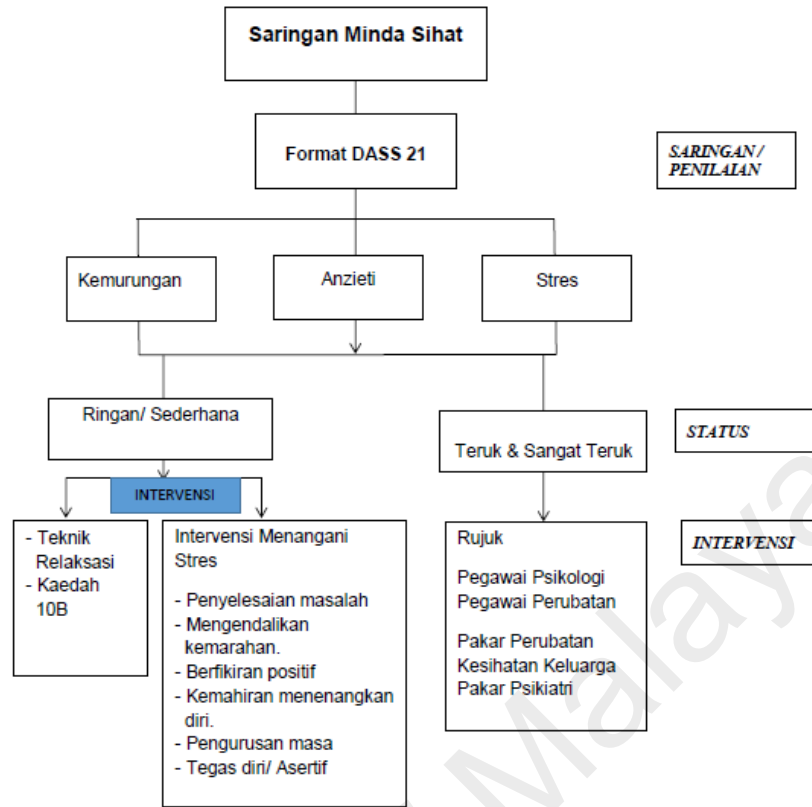 Saringan Minda Sihat
Format DASS 21
SARINGAN /
PENILAIAN
Kemurungan
Anzieti
Stres
Ringan/ Sederhana
Teruk & Sangat Teruk
STATUS
INTERVENSI
- Teknik
Relaksasi
- Kaedah
10B
Intervensi Menangani
Stres
- Penyelesaian masalah
- Mengendalikan
kemarahan.
- Berfikiran positif
- Kemahiran menenangkan
diri.
- Pengurusan masa
- Tegas diri/ Asertif
Rujuk
Pegawai Psikologi
Pegawai Perubatan
Pakar Perubatan
Kesihatan Keluarga
Pakar Psikiatri
INTERVENSI
Malaya